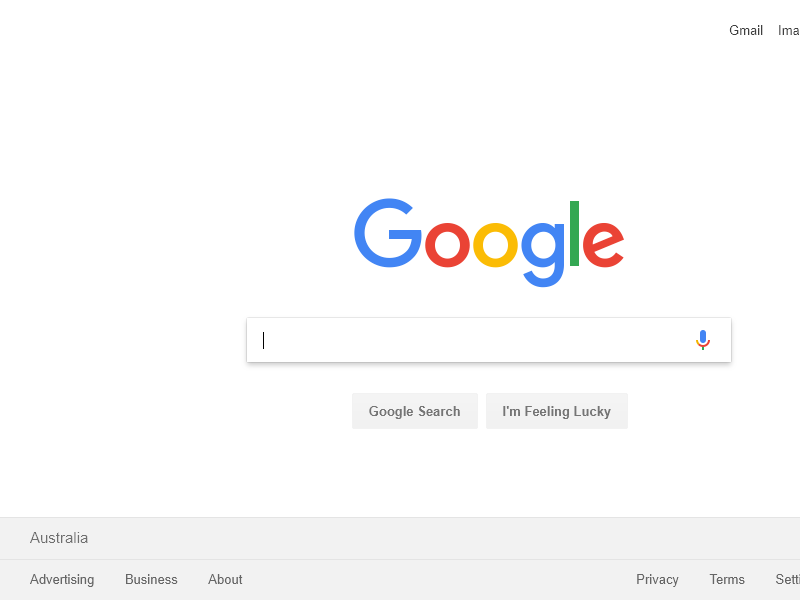 Gmail Ima
Google
Google Search I'm Feeling Lucky
Australia
Advertising Business About Privacy Terms Setti